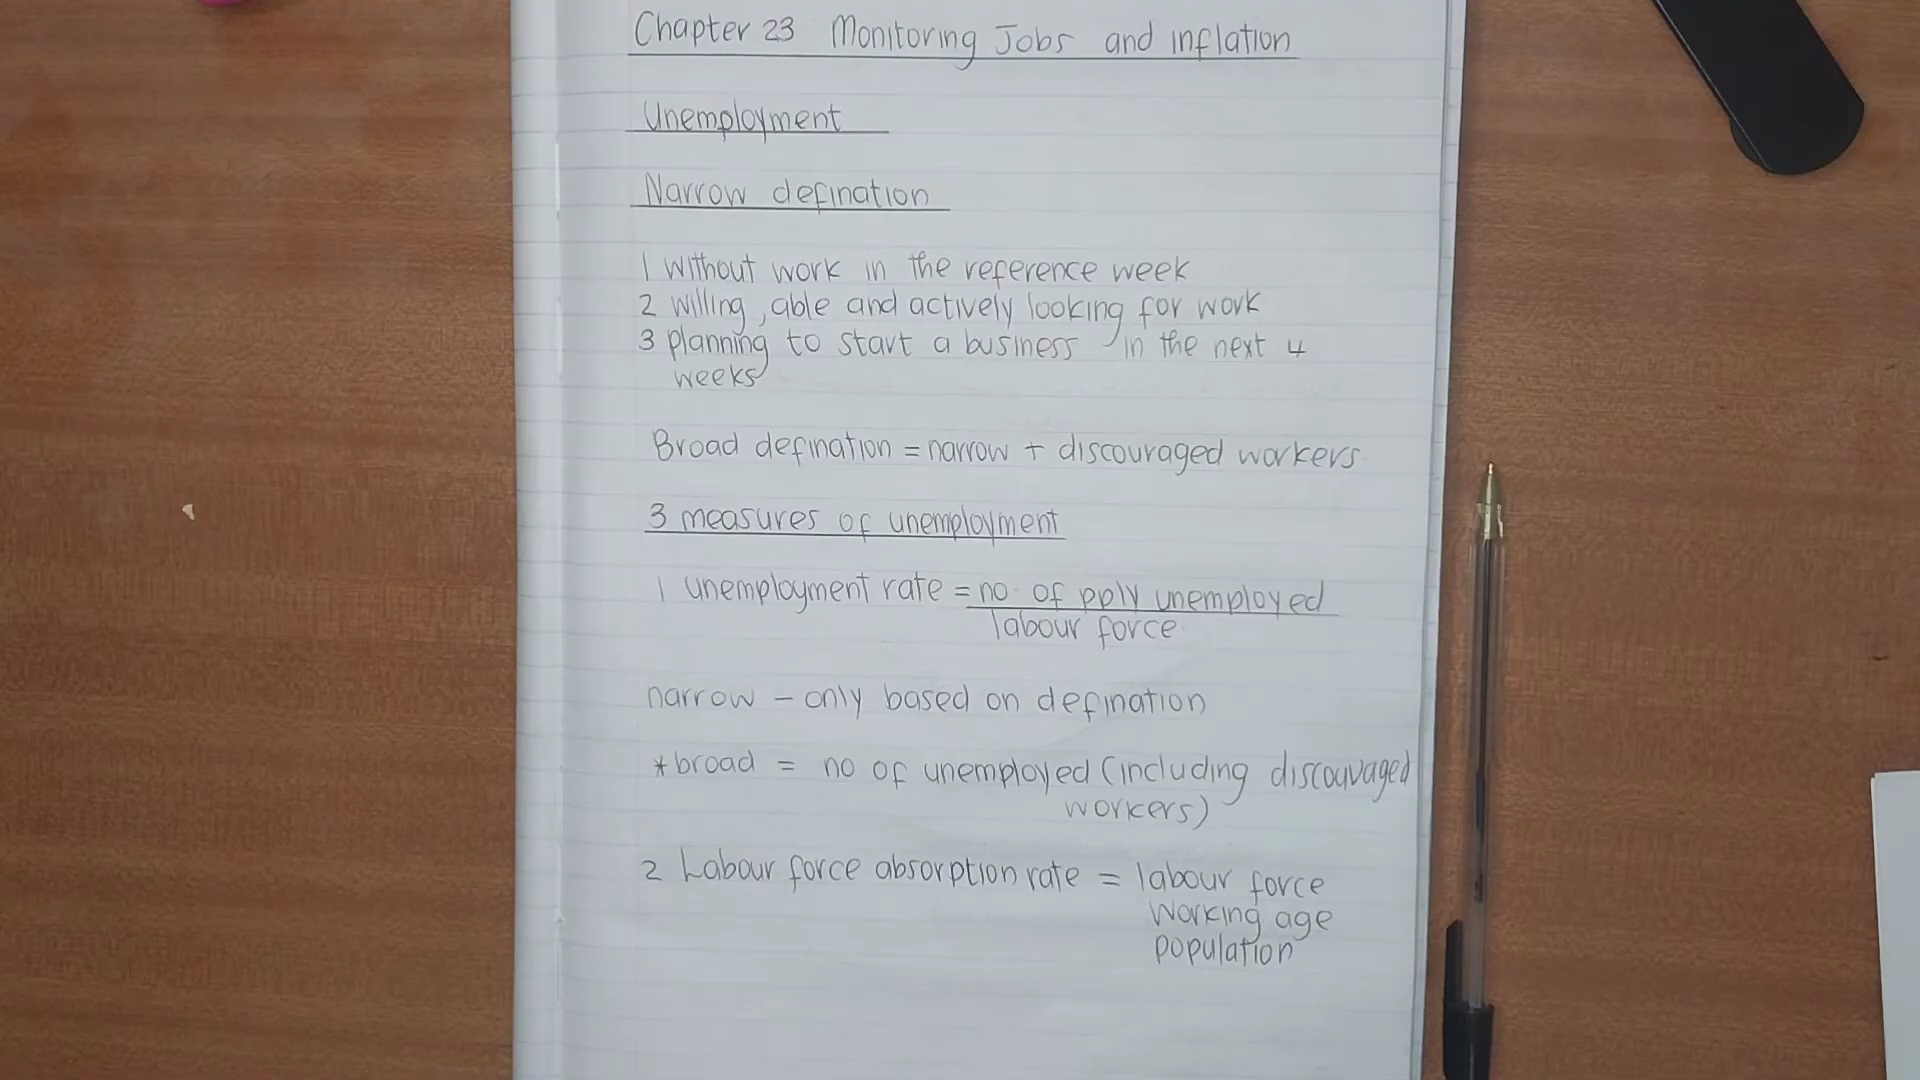 Chapter 23 Monitoring Jobs and inflation
Unemployment
Narrow defination
1 without work in the reference week
2 willing, able and actively looking for work
3 planning to start a business in the next 4
weeks
Broad defination = narrow + discouraged workers
3 measures of unemployment
1 unemployment rate = no. of pply unemployed
labour force
narrow - only based on defination
*broad = no of unemployed (including discouraged
workers)
2 Labour force absorption rate = labour force
working age
population